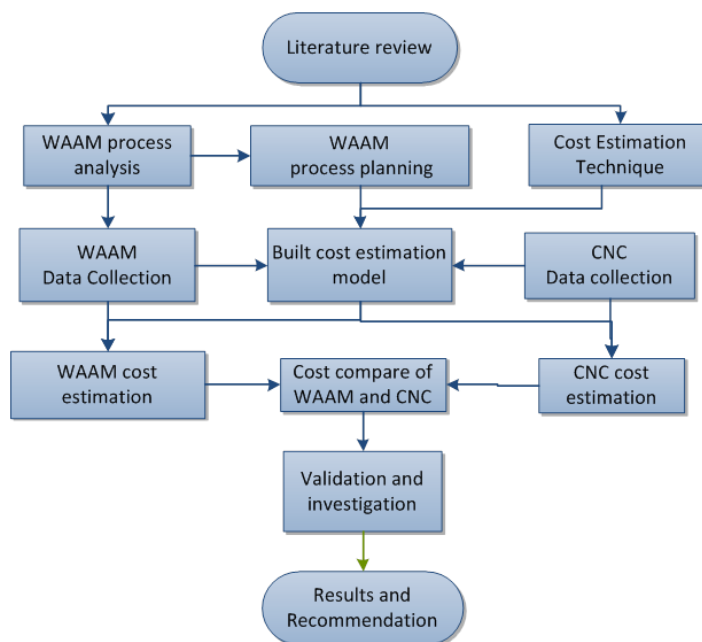 Literature review
WAAM process
analysis
WAAM
process planning
Cost Estimation
Technique
WAAM
Data Collection
Built cost estimation
model
CNC
Data collection
WAAM cost
estimation
Cost compare of
WAAM and CNC
CNC cost
estimation
Validation and
investigation
Results and
Recommendation